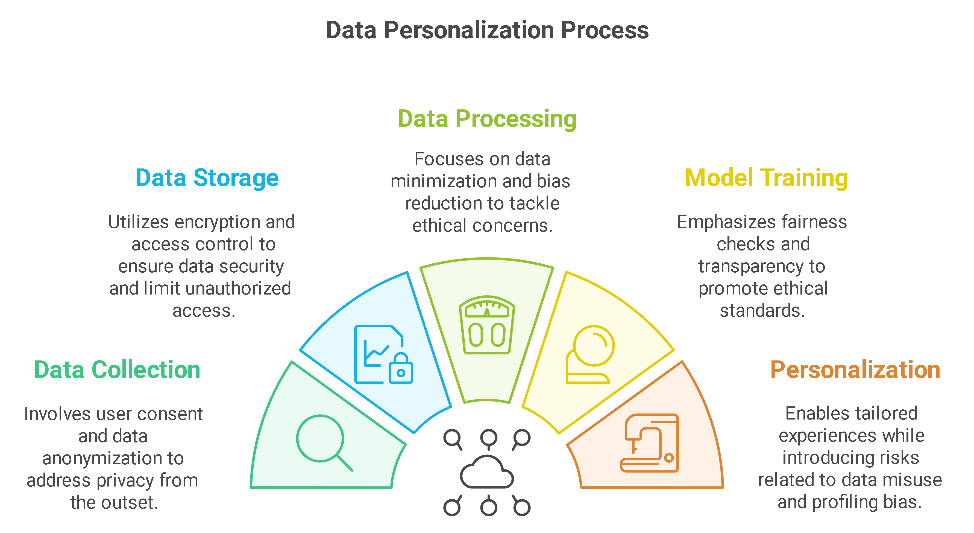 Data Personalization Process
Data Processing
Focuses on data
minimization and bias
reduction to tackle
ethical concerns.
Data Storage
Utilizes encryption and
access control to
ensure data security
and limit unauthorized
access.
Model Training
Emphasizes fairness
checks and
transparency to
promote ethical
standards.
Data Collection
Involves user consent
and data
anonymization to
address privacy from
the outset.
Personalization
Enables tailored
experiences while
introducing risks
related to data misuse
and profiling bias.